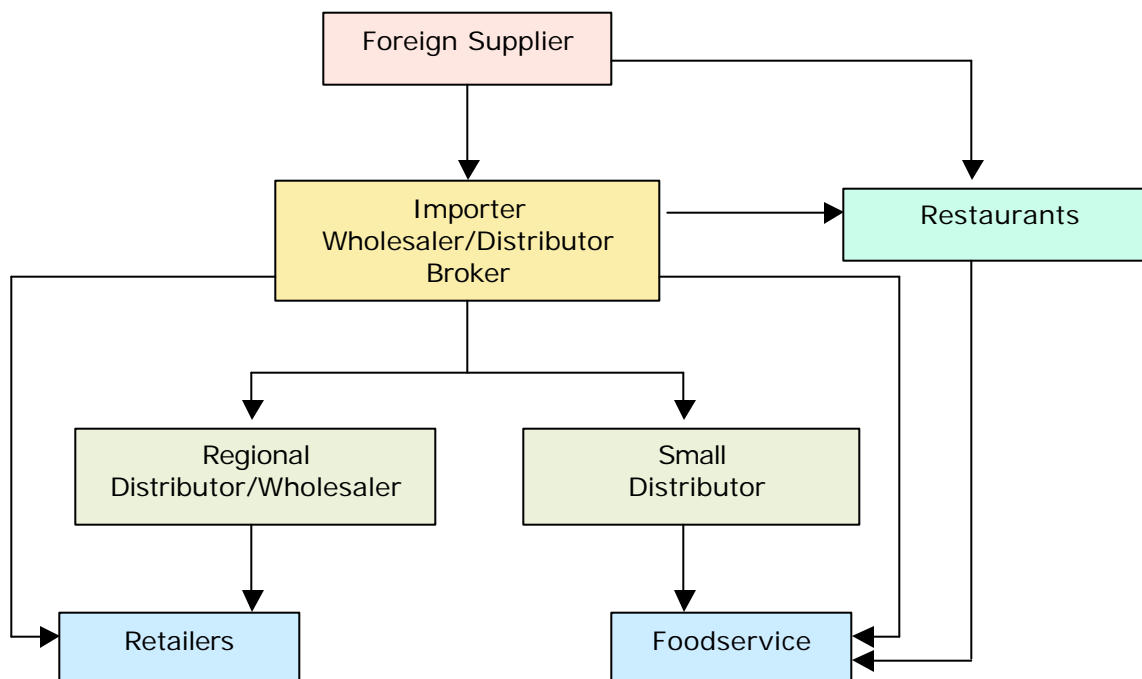 Foreign Supplier
Importer
Wholesaler/Distributor
Broker
Restaurants
Regional
Distributor/Wholesaler
Small
Distributor
Retailers
Foodservice